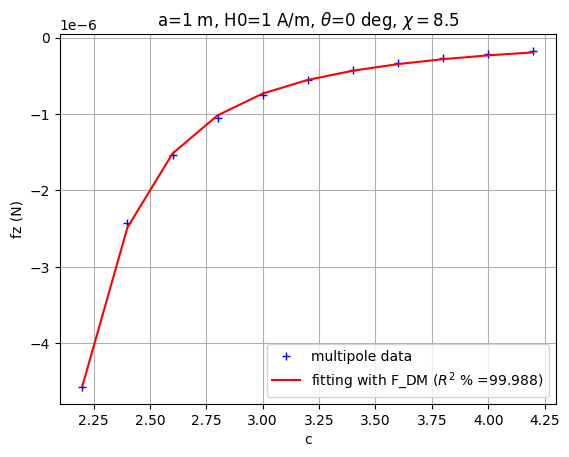 a=1 m, H0=1 A/m, θ=0 deg, χ = 8.5
1e−6
0
−1
−2
−3
−4
fz (N)
multipole data
fitting with F_DM (R² % =99.988)
2.25 2.50 2.75 3.00 3.25 3.50 3.75 4.00 4.25
c